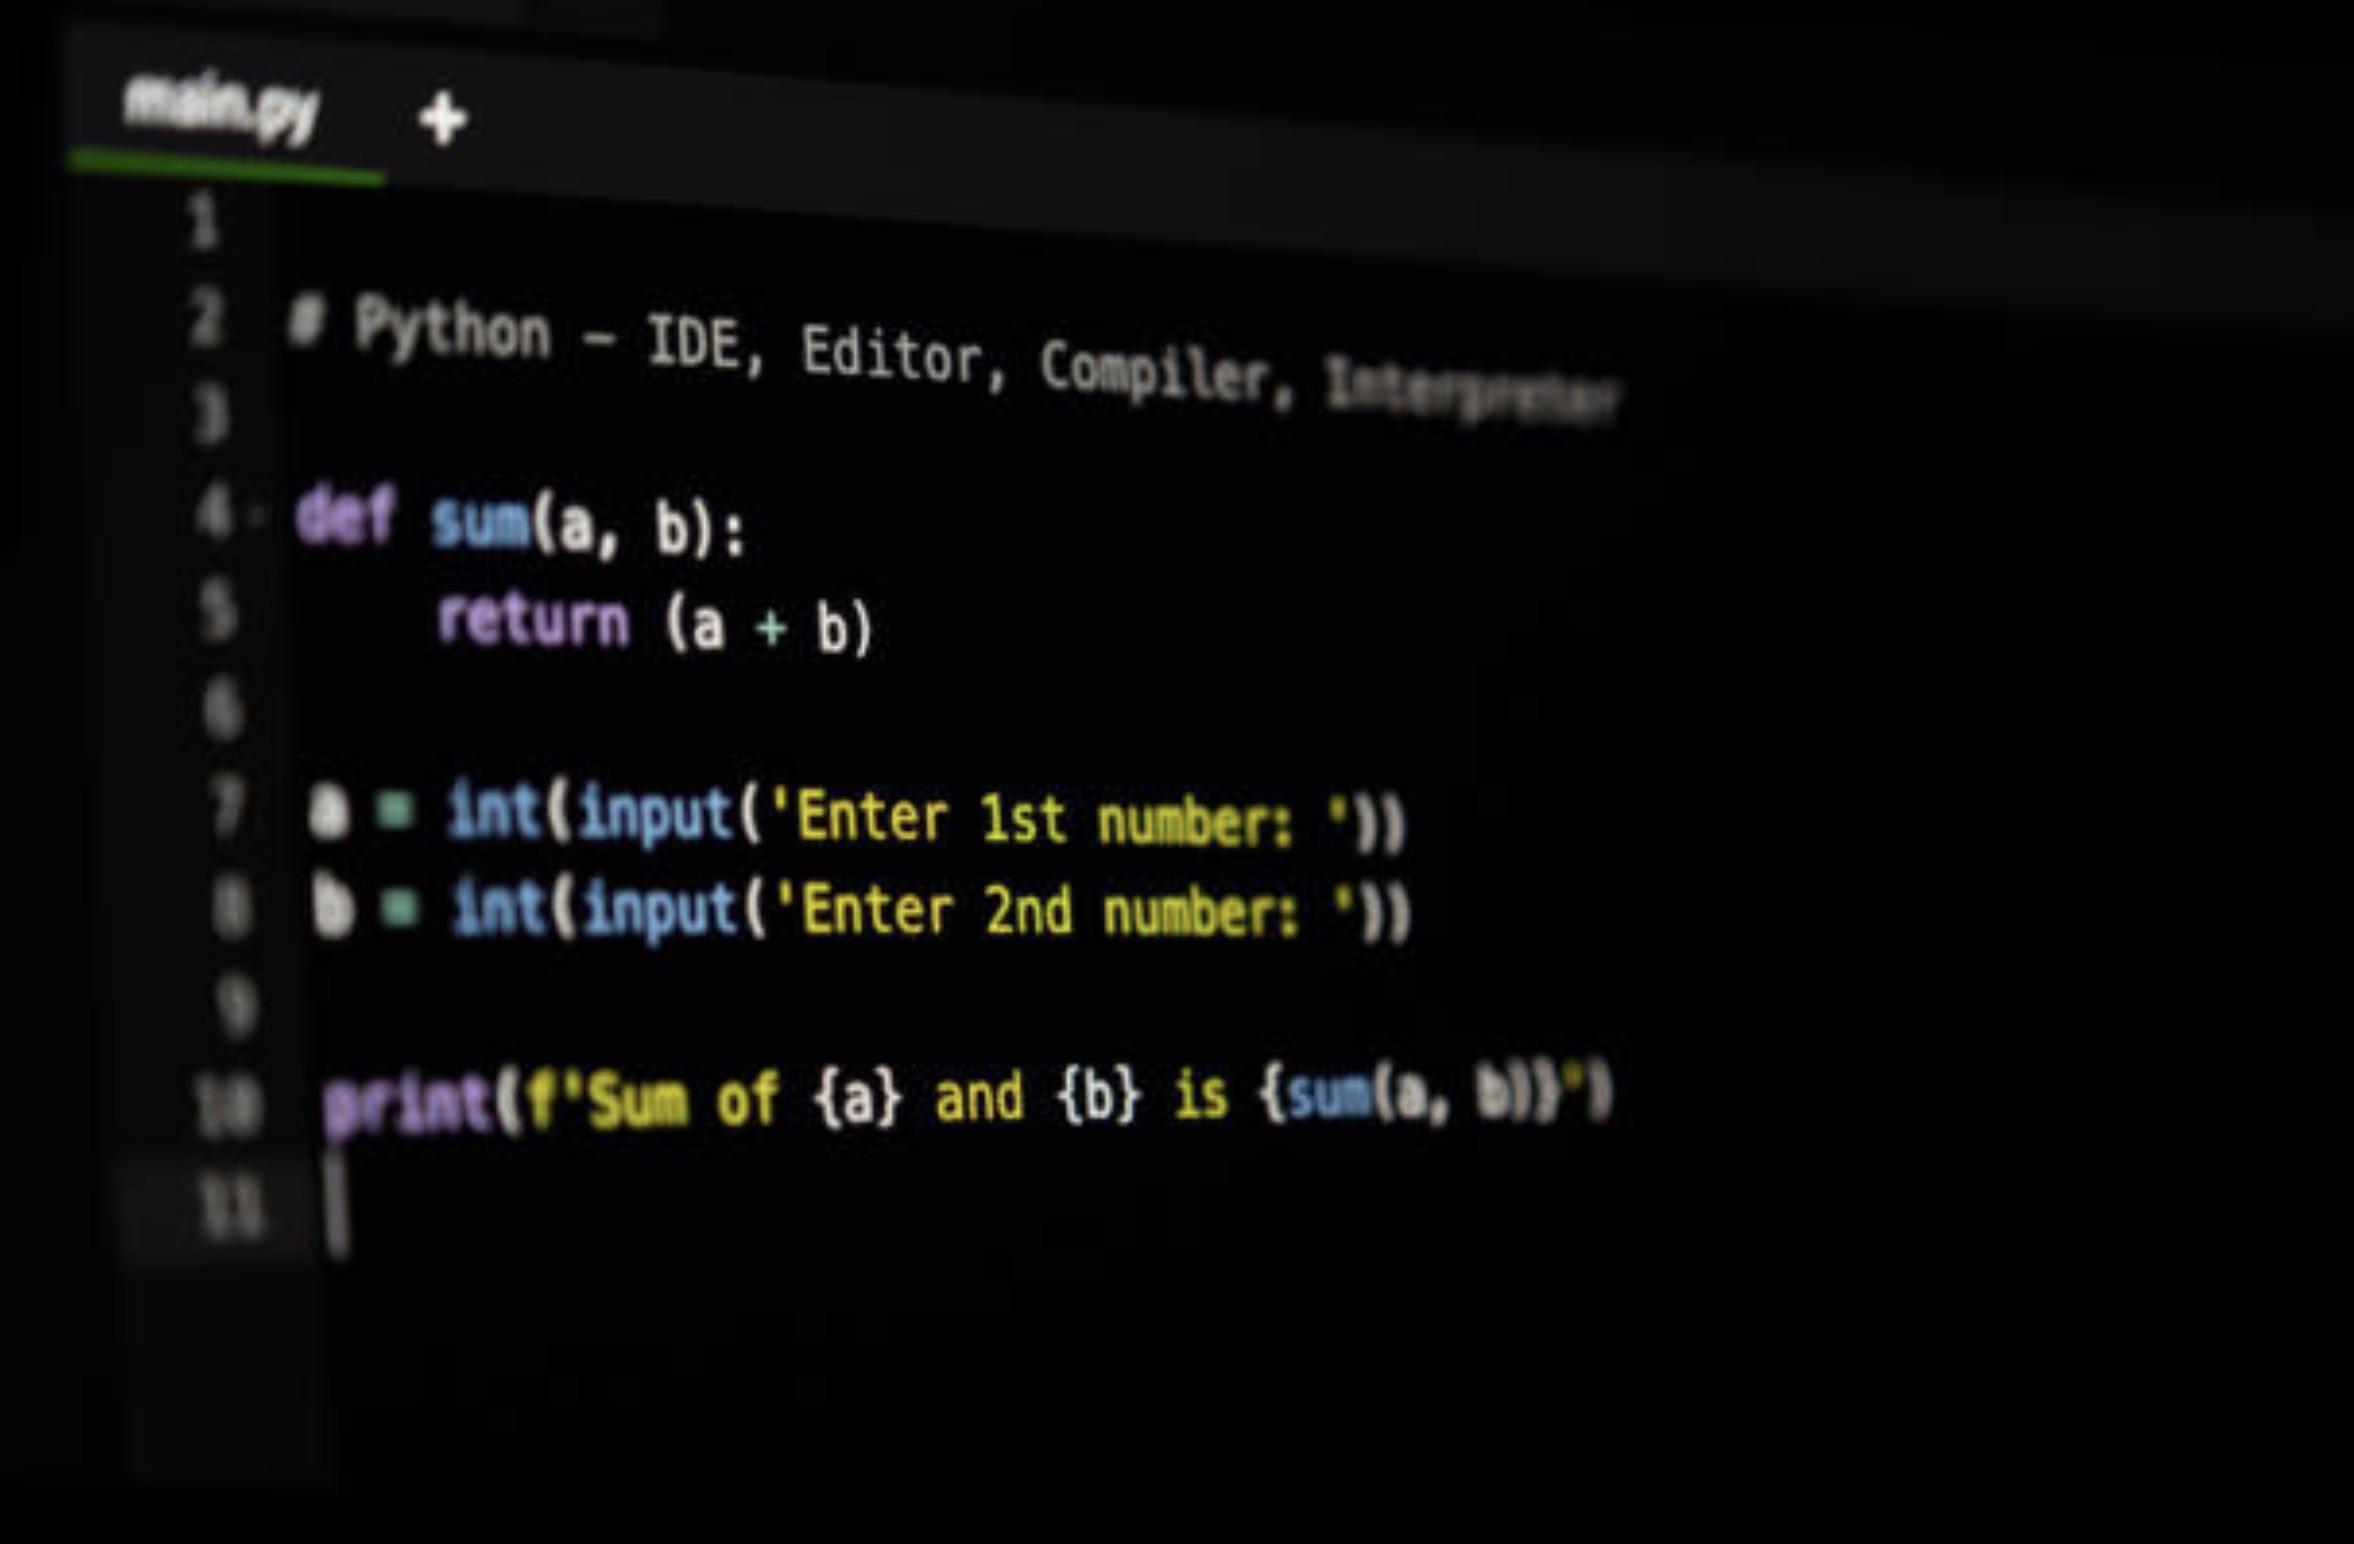 main.py +
1
2 # Python – IDE, Editor, Compiler, Interpreter
3
4 def sum(a, b):
5     return (a + b)
6
7 a = int(input('Enter 1st number: '))
8 b = int(input('Enter 2nd number: '))
9
10 print(f'Sum of {a} and {b} is {sum(a, b)}')
11